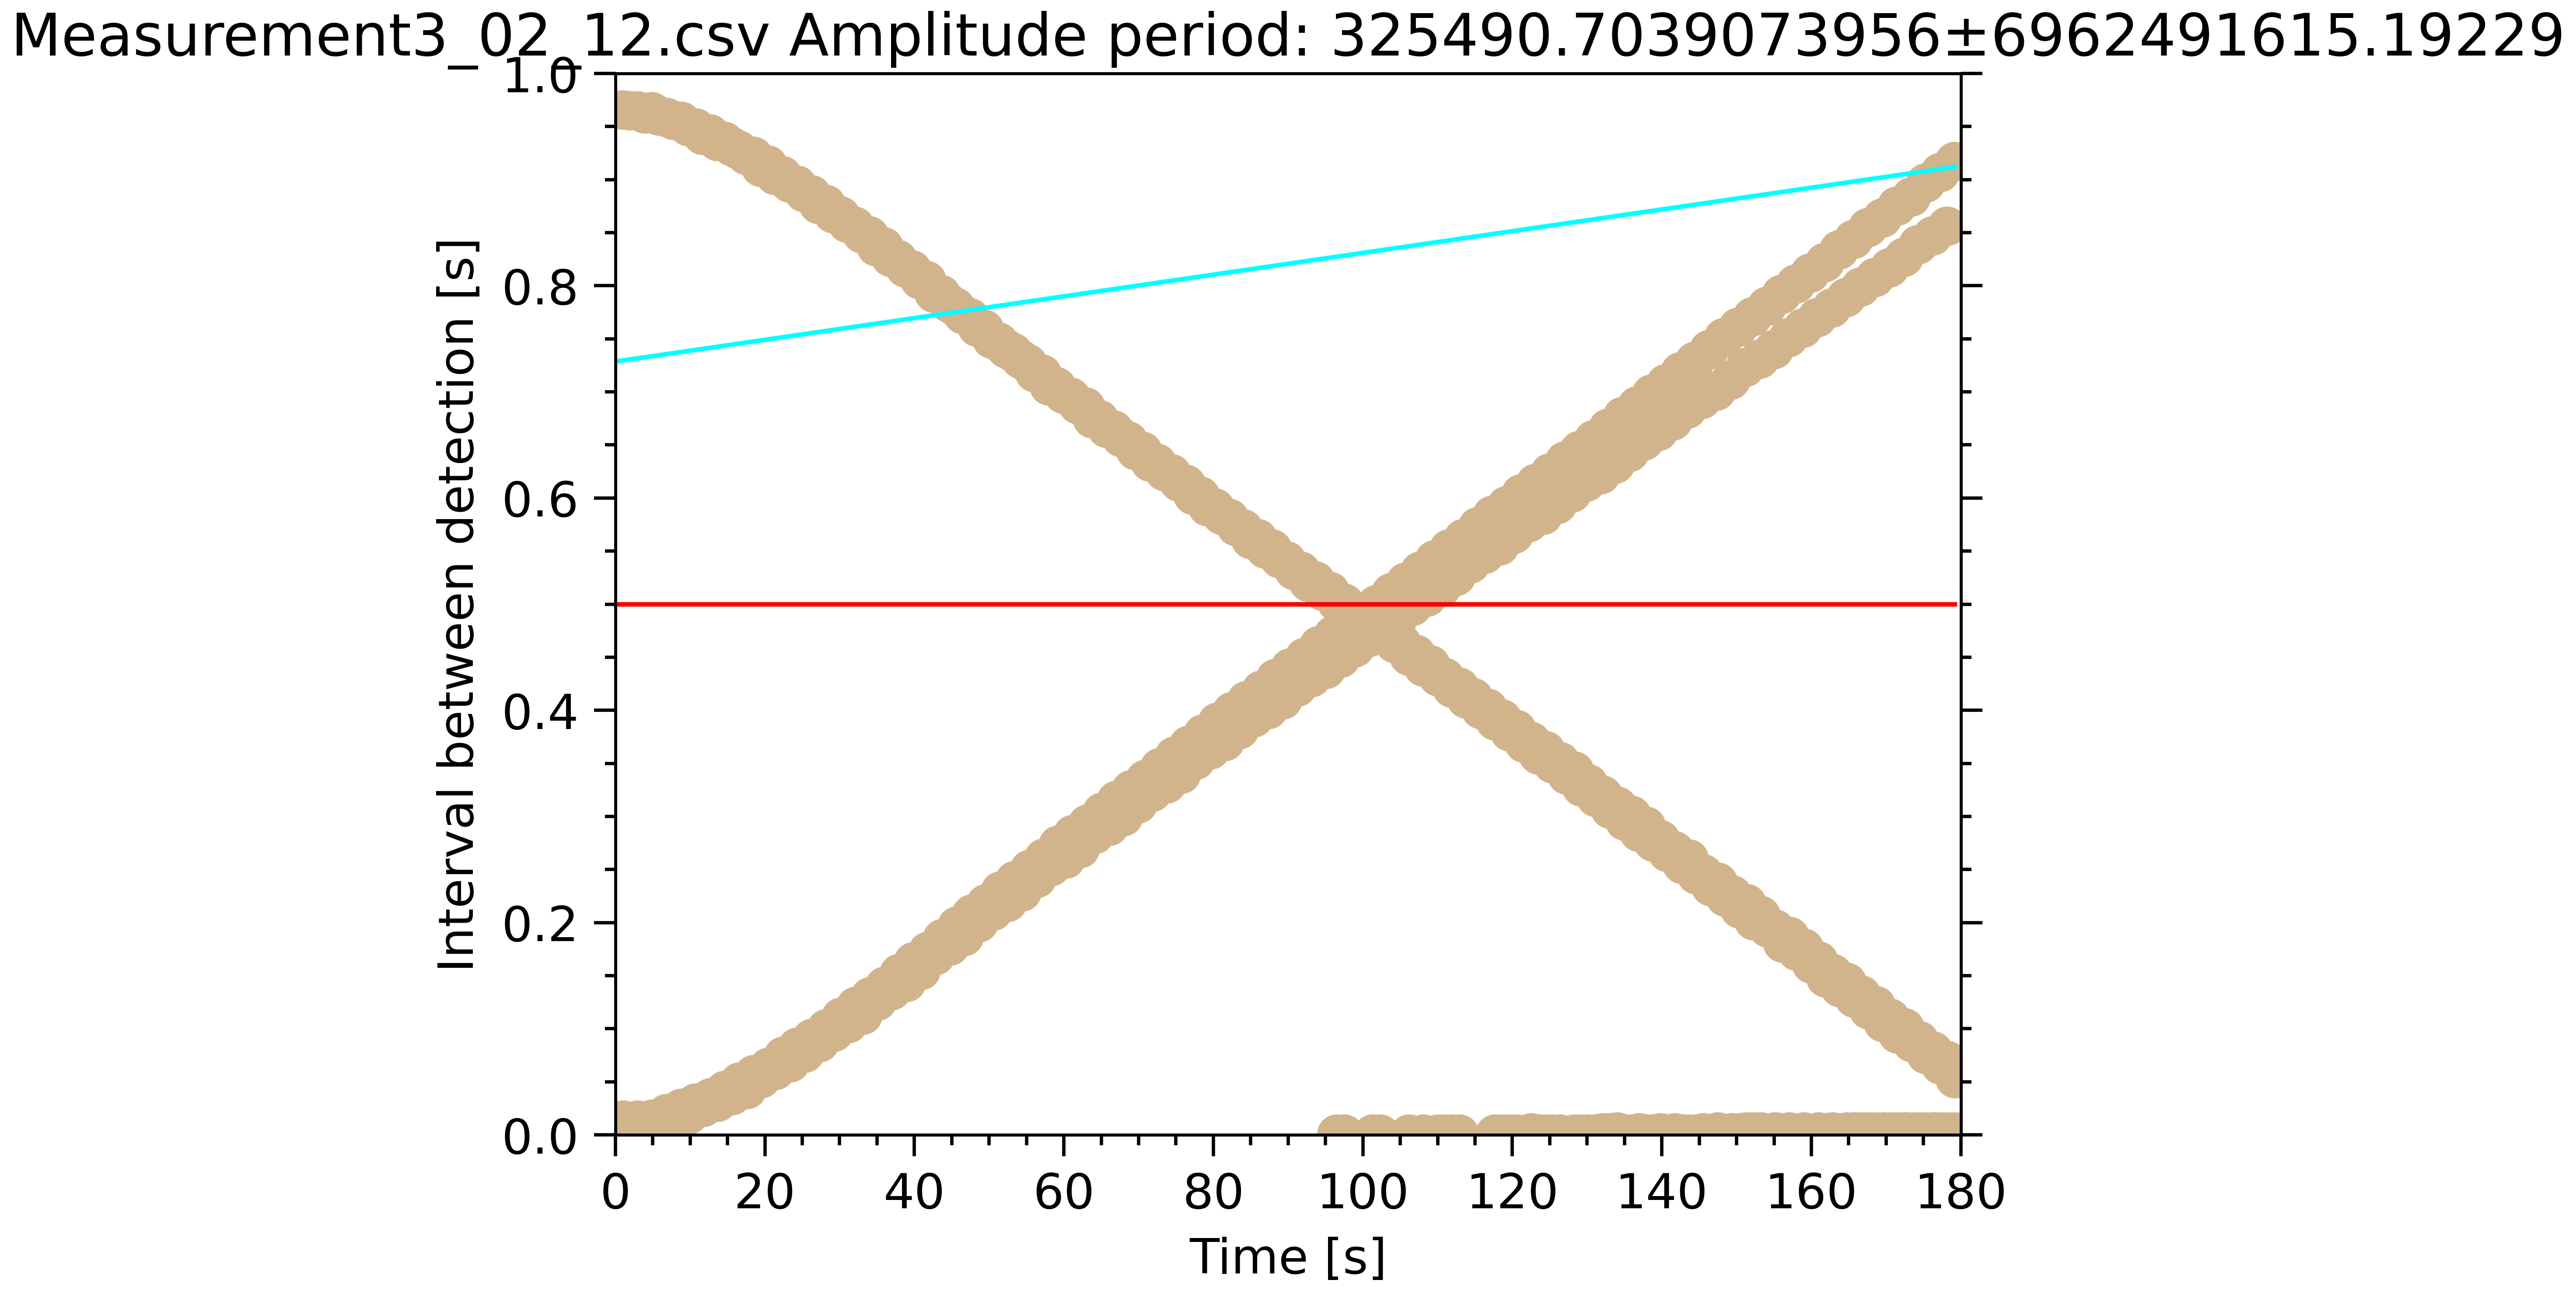 Measurement3_02_12.csv Amplitude period: 325490.7039073956±6962491615.19229
1.0
0.8
0.6
0.4
0.2
0.0
Interval between detection [s]
0 20 40 60 80 100 120 140 160 180
Time [s]